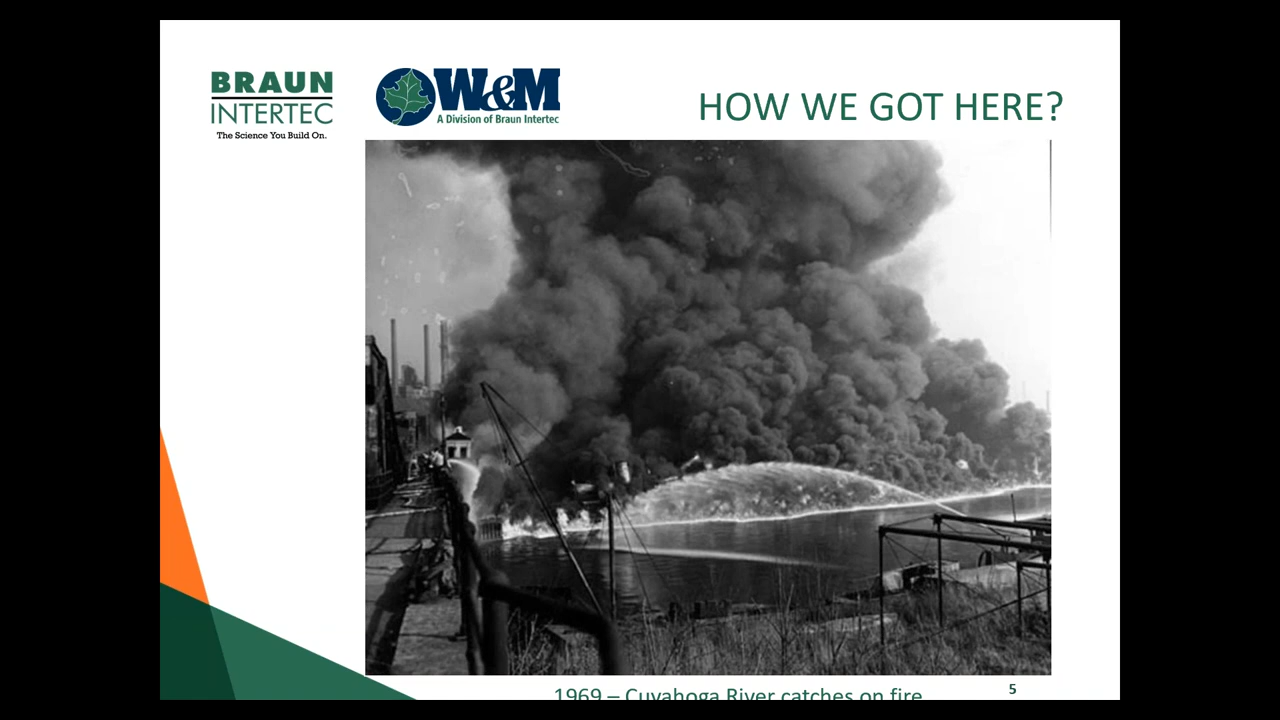 BRAUN
INTERTEC
The Science You Build On.
W&M
A Division of Braun Intertec
HOW WE GOT HERE?
1969 – Cuyahoga River catches on fire
5